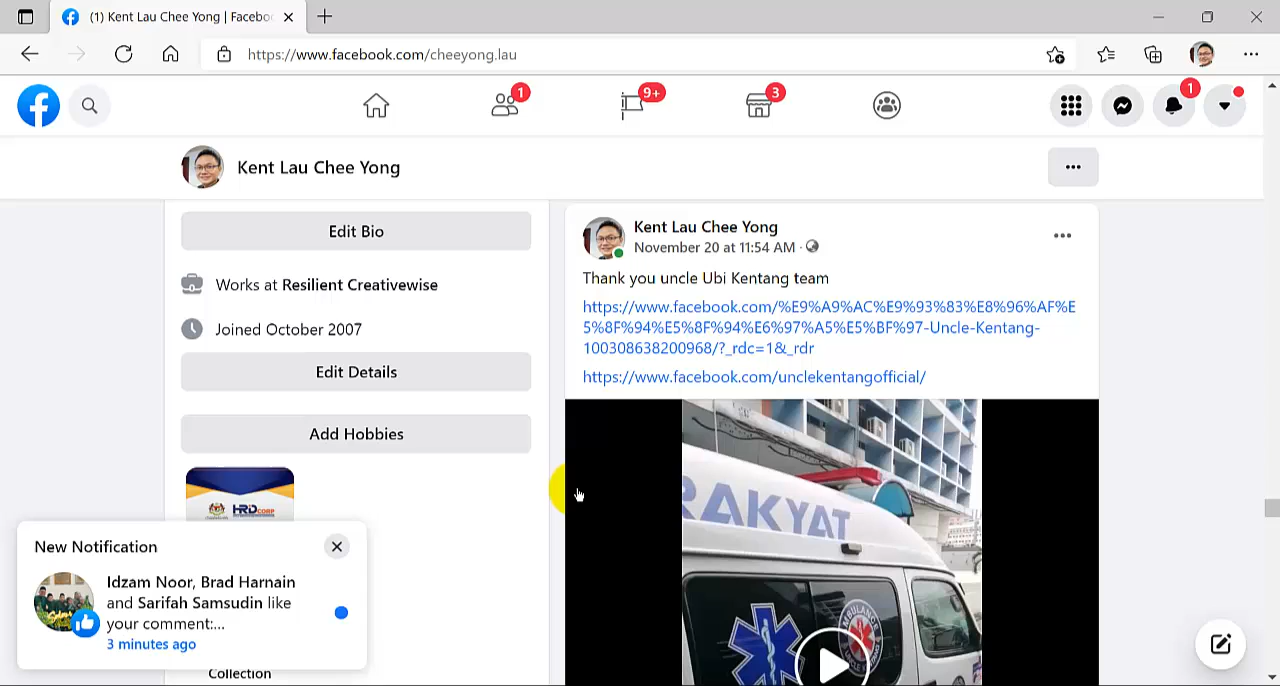 (1) Kent Lau Chee Yong | Facebo
https://www.facebook.com/cheeyong.lau
1
9+
3
1
Kent Lau Chee Yong
Edit Bio
Works at Resilient Creativewise
Joined October 2007
Edit Details
Add Hobbies
HRD CORP
Collection
New Notification
Idzam Noor, Brad Harnain
and Sarifah Samsudin like
your comment:...
3 minutes ago
Kent Lau Chee Yong
November 20 at 11:54 AM ·
Thank you uncle Ubi Kentang team
https://www.facebook.com/%E9%A9%AC%E9%93%83%E8%96%AF%E
5%8F%94%E5%8F%94%E6%97%A5%E5%BF%97-Uncle-Kentang-
100308638200968/?_rdc=1&_rdr
https://www.facebook.com/unclekentangofficial/
RAKYAT
AMBULANCE